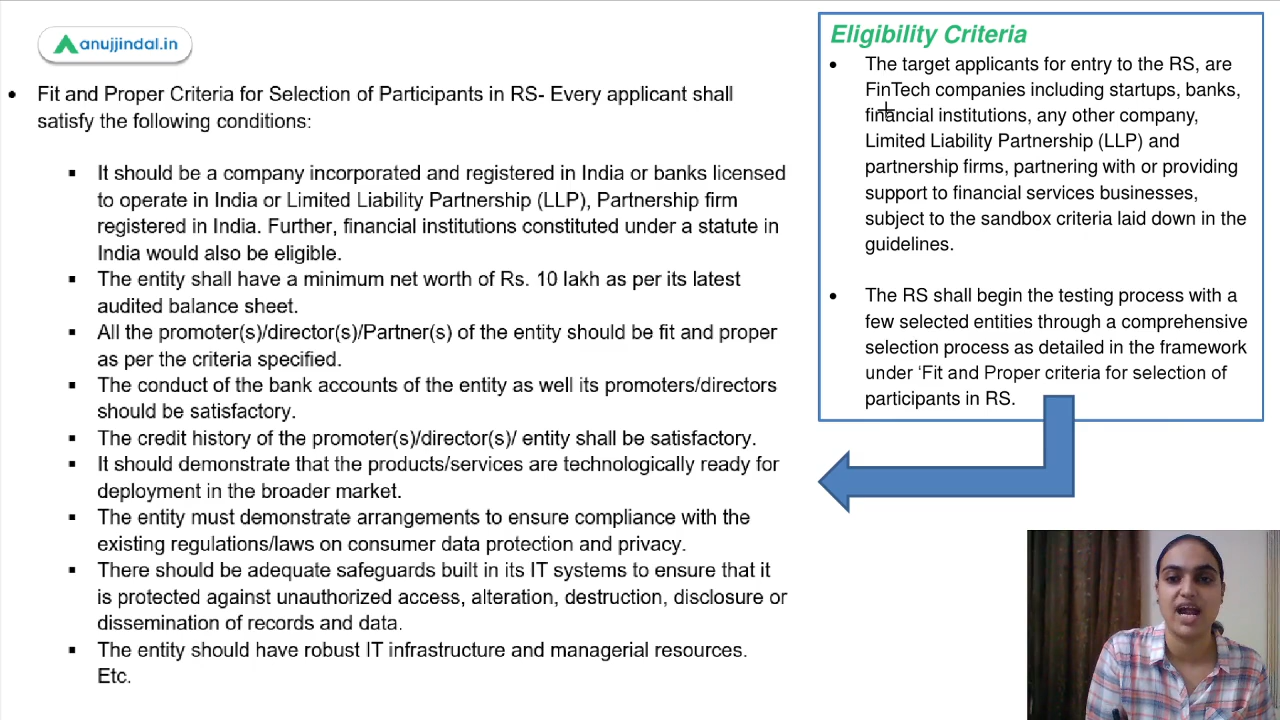 anujjindal.in
• Fit and Proper Criteria for Selection of Participants in RS- Every applicant shall
satisfy the following conditions:
▪ It should be a company incorporated and registered in India or banks licensed
to operate in India or Limited Liability Partnership (LLP), Partnership firm
registered in India. Further, financial institutions constituted under a statute in
India would also be eligible.
▪ The entity shall have a minimum net worth of Rs. 10 lakh as per its latest
audited balance sheet.
▪ All the promoter(s)/director(s)/Partner(s) of the entity should be fit and proper
as per the criteria specified.
▪ The conduct of the bank accounts of the entity as well its promoters/directors
should be satisfactory.
▪ The credit history of the promoter(s)/director(s)/ entity shall be satisfactory.
▪ It should demonstrate that the products/services are technologically ready for
deployment in the broader market.
▪ The entity must demonstrate arrangements to ensure compliance with the
existing regulations/laws on consumer data protection and privacy.
▪ There should be adequate safeguards built in its IT systems to ensure that it
is protected against unauthorized access, alteration, destruction, disclosure or
dissemination of records and data.
▪ The entity should have robust IT infrastructure and managerial resources.
Etc.
Eligibility Criteria
• The target applicants for entry to the RS, are
FinTech companies including startups, banks,
financial institutions, any other company,
Limited Liability Partnership (LLP) and
partnership firms, partnering with or providing
support to financial services businesses,
subject to the sandbox criteria laid down in the
guidelines.
• The RS shall begin the testing process with a
few selected entities through a comprehensive
selection process as detailed in the framework
under ‘Fit and Proper criteria for selection of
participants in RS.